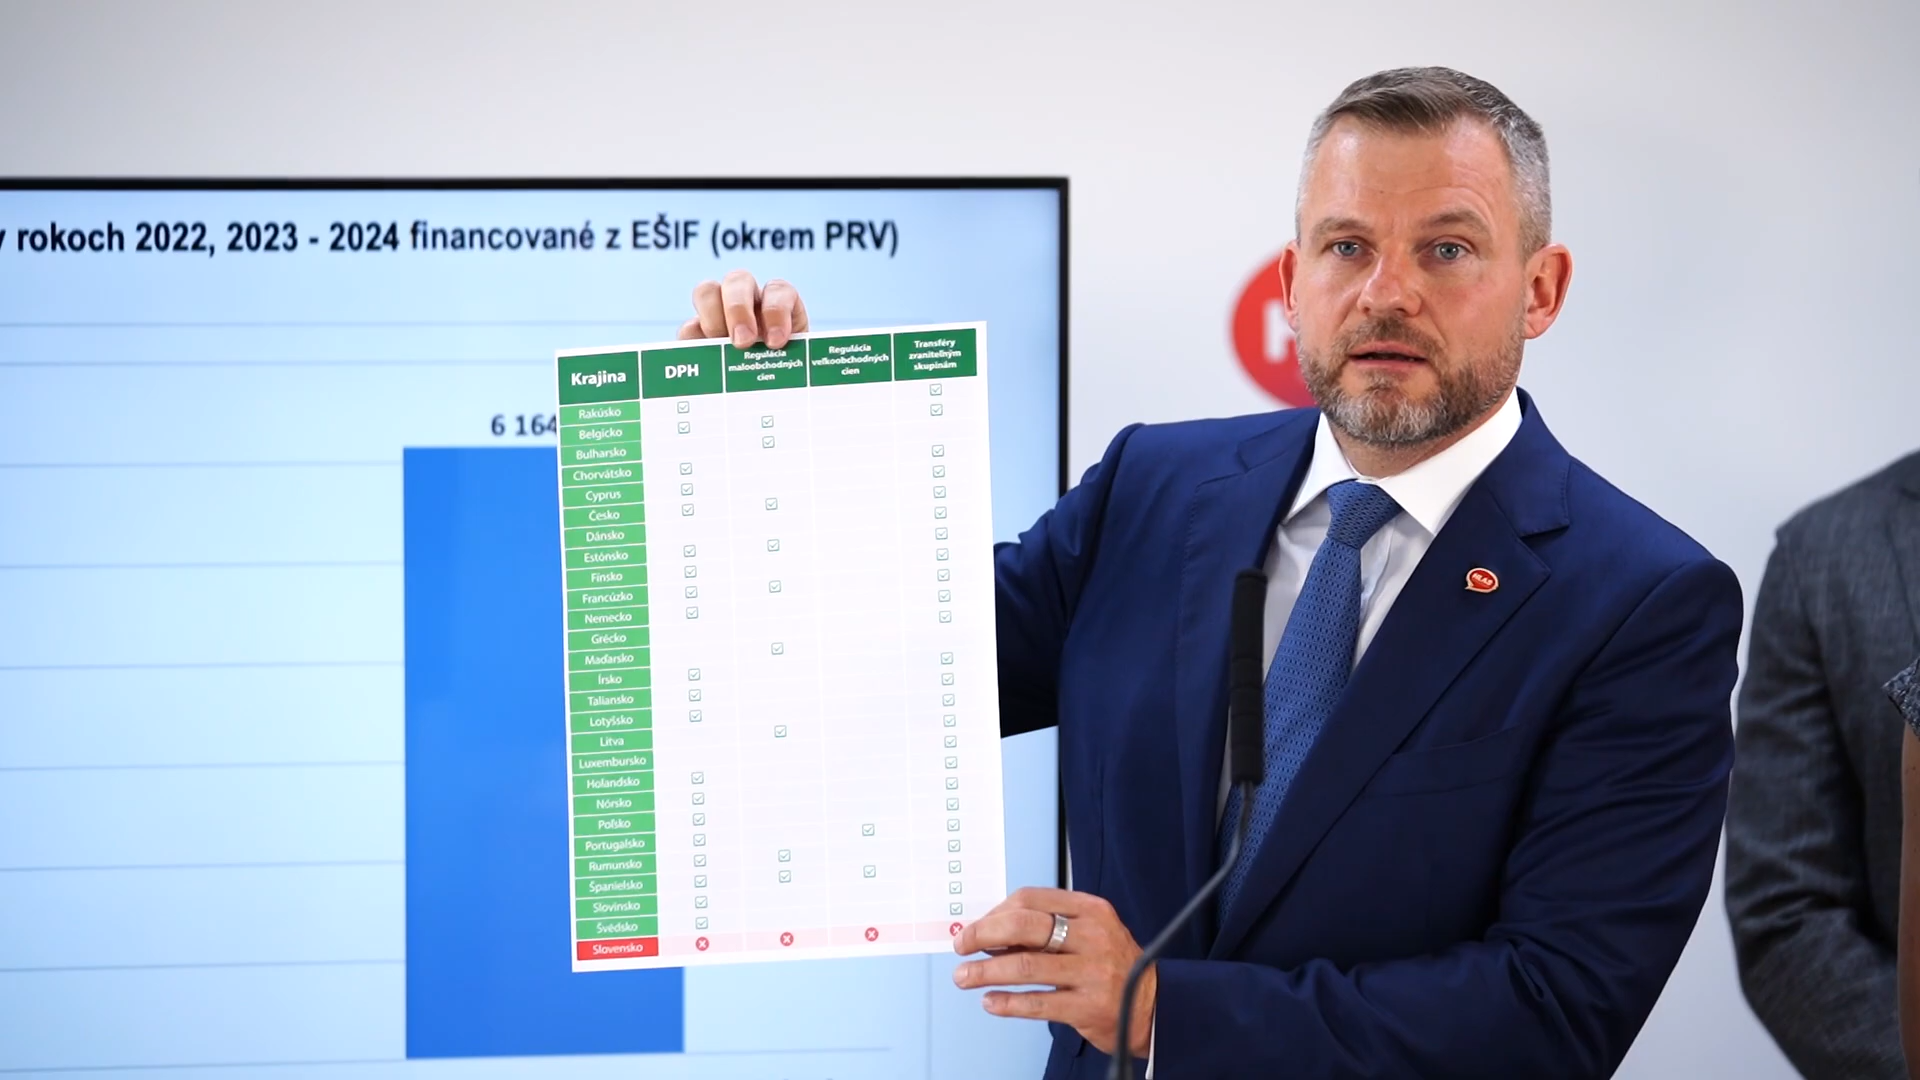 v rokoch 2022, 2023 - 2024 financované z EŠIF (okrem PRV)
6 164
Krajina
DPH
Regulácia
maloobchodných
cien
Regulácia
veľkoobchodných
cien
Transféry
zraniteľným
skupinám
Rakúsko
Belgicko
Bulharsko
Chorvátsko
Cyprus
Česko
Dánsko
Estónsko
Fínsko
Francúzko
Nemecko
Grécko
Maďarsko
Írsko
Taliansko
Lotyšsko
Litva
Luxembursko
Holandsko
Nórsko
Poľsko
Portugalsko
Rumunsko
Španielsko
Slovinsko
Švédsko
Slovensko
HLAS